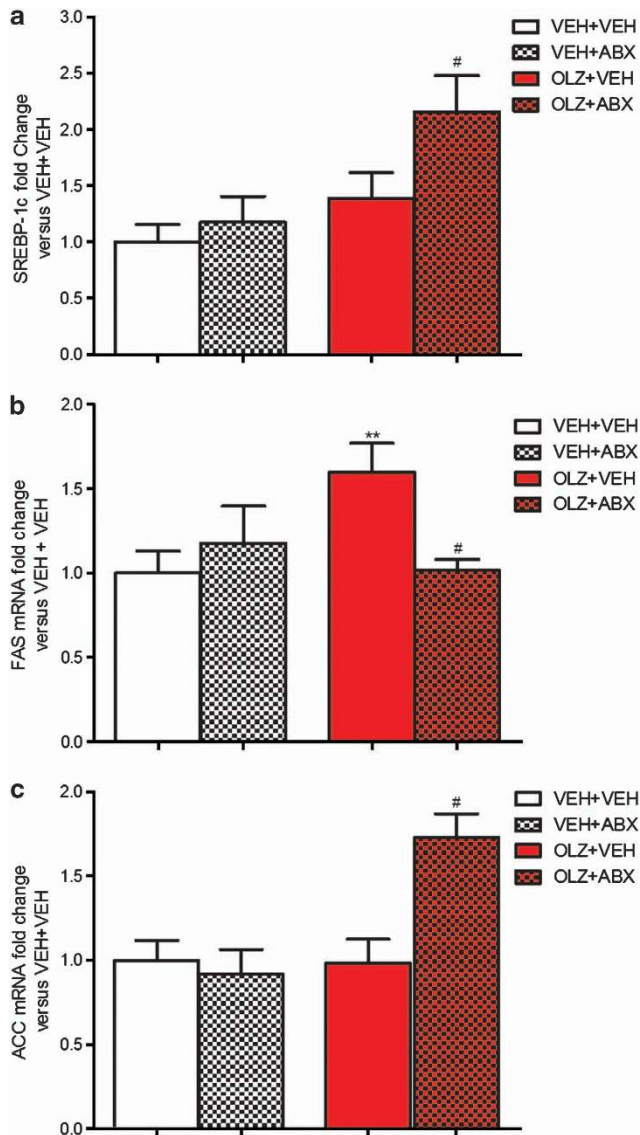 a
SREBP-1c fold Change
versus VEH+VEH
3.0
2.5
2.0
1.5
1.0
0.5
0.0
#
VEH+VEH
VEH+ABX
OLZ+VEH
OLZ+ABX
b
FAS mRNA fold change
versus VEH + VEH
2.0
1.5
1.0
0.5
0.0
**
#
VEH+VEH
VEH+ABX
OLZ+VEH
OLZ+ABX
c
ACC mRNA fold change
versus VEH+VEH
2.0
1.5
1.0
0.5
0.0
#
VEH+VEH
VEH+ABX
OLZ+VEH
OLZ+ABX